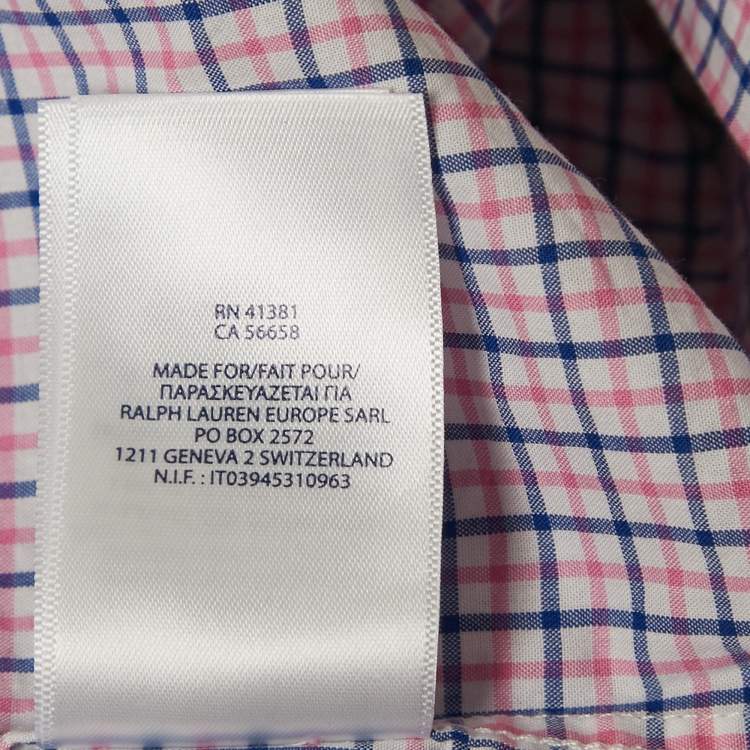 RN 41381
CA 56658
MADE FOR/FAIT POUR/
ΠΑΡΑΣΚΕΥΑΖΕΤΑΙ ΓΙΑ
RALPH LAUREN EUROPE SARL
PO BOX 2572
1211 GENEVA 2 SWITZERLAND
N.I.F. : IT03945310963